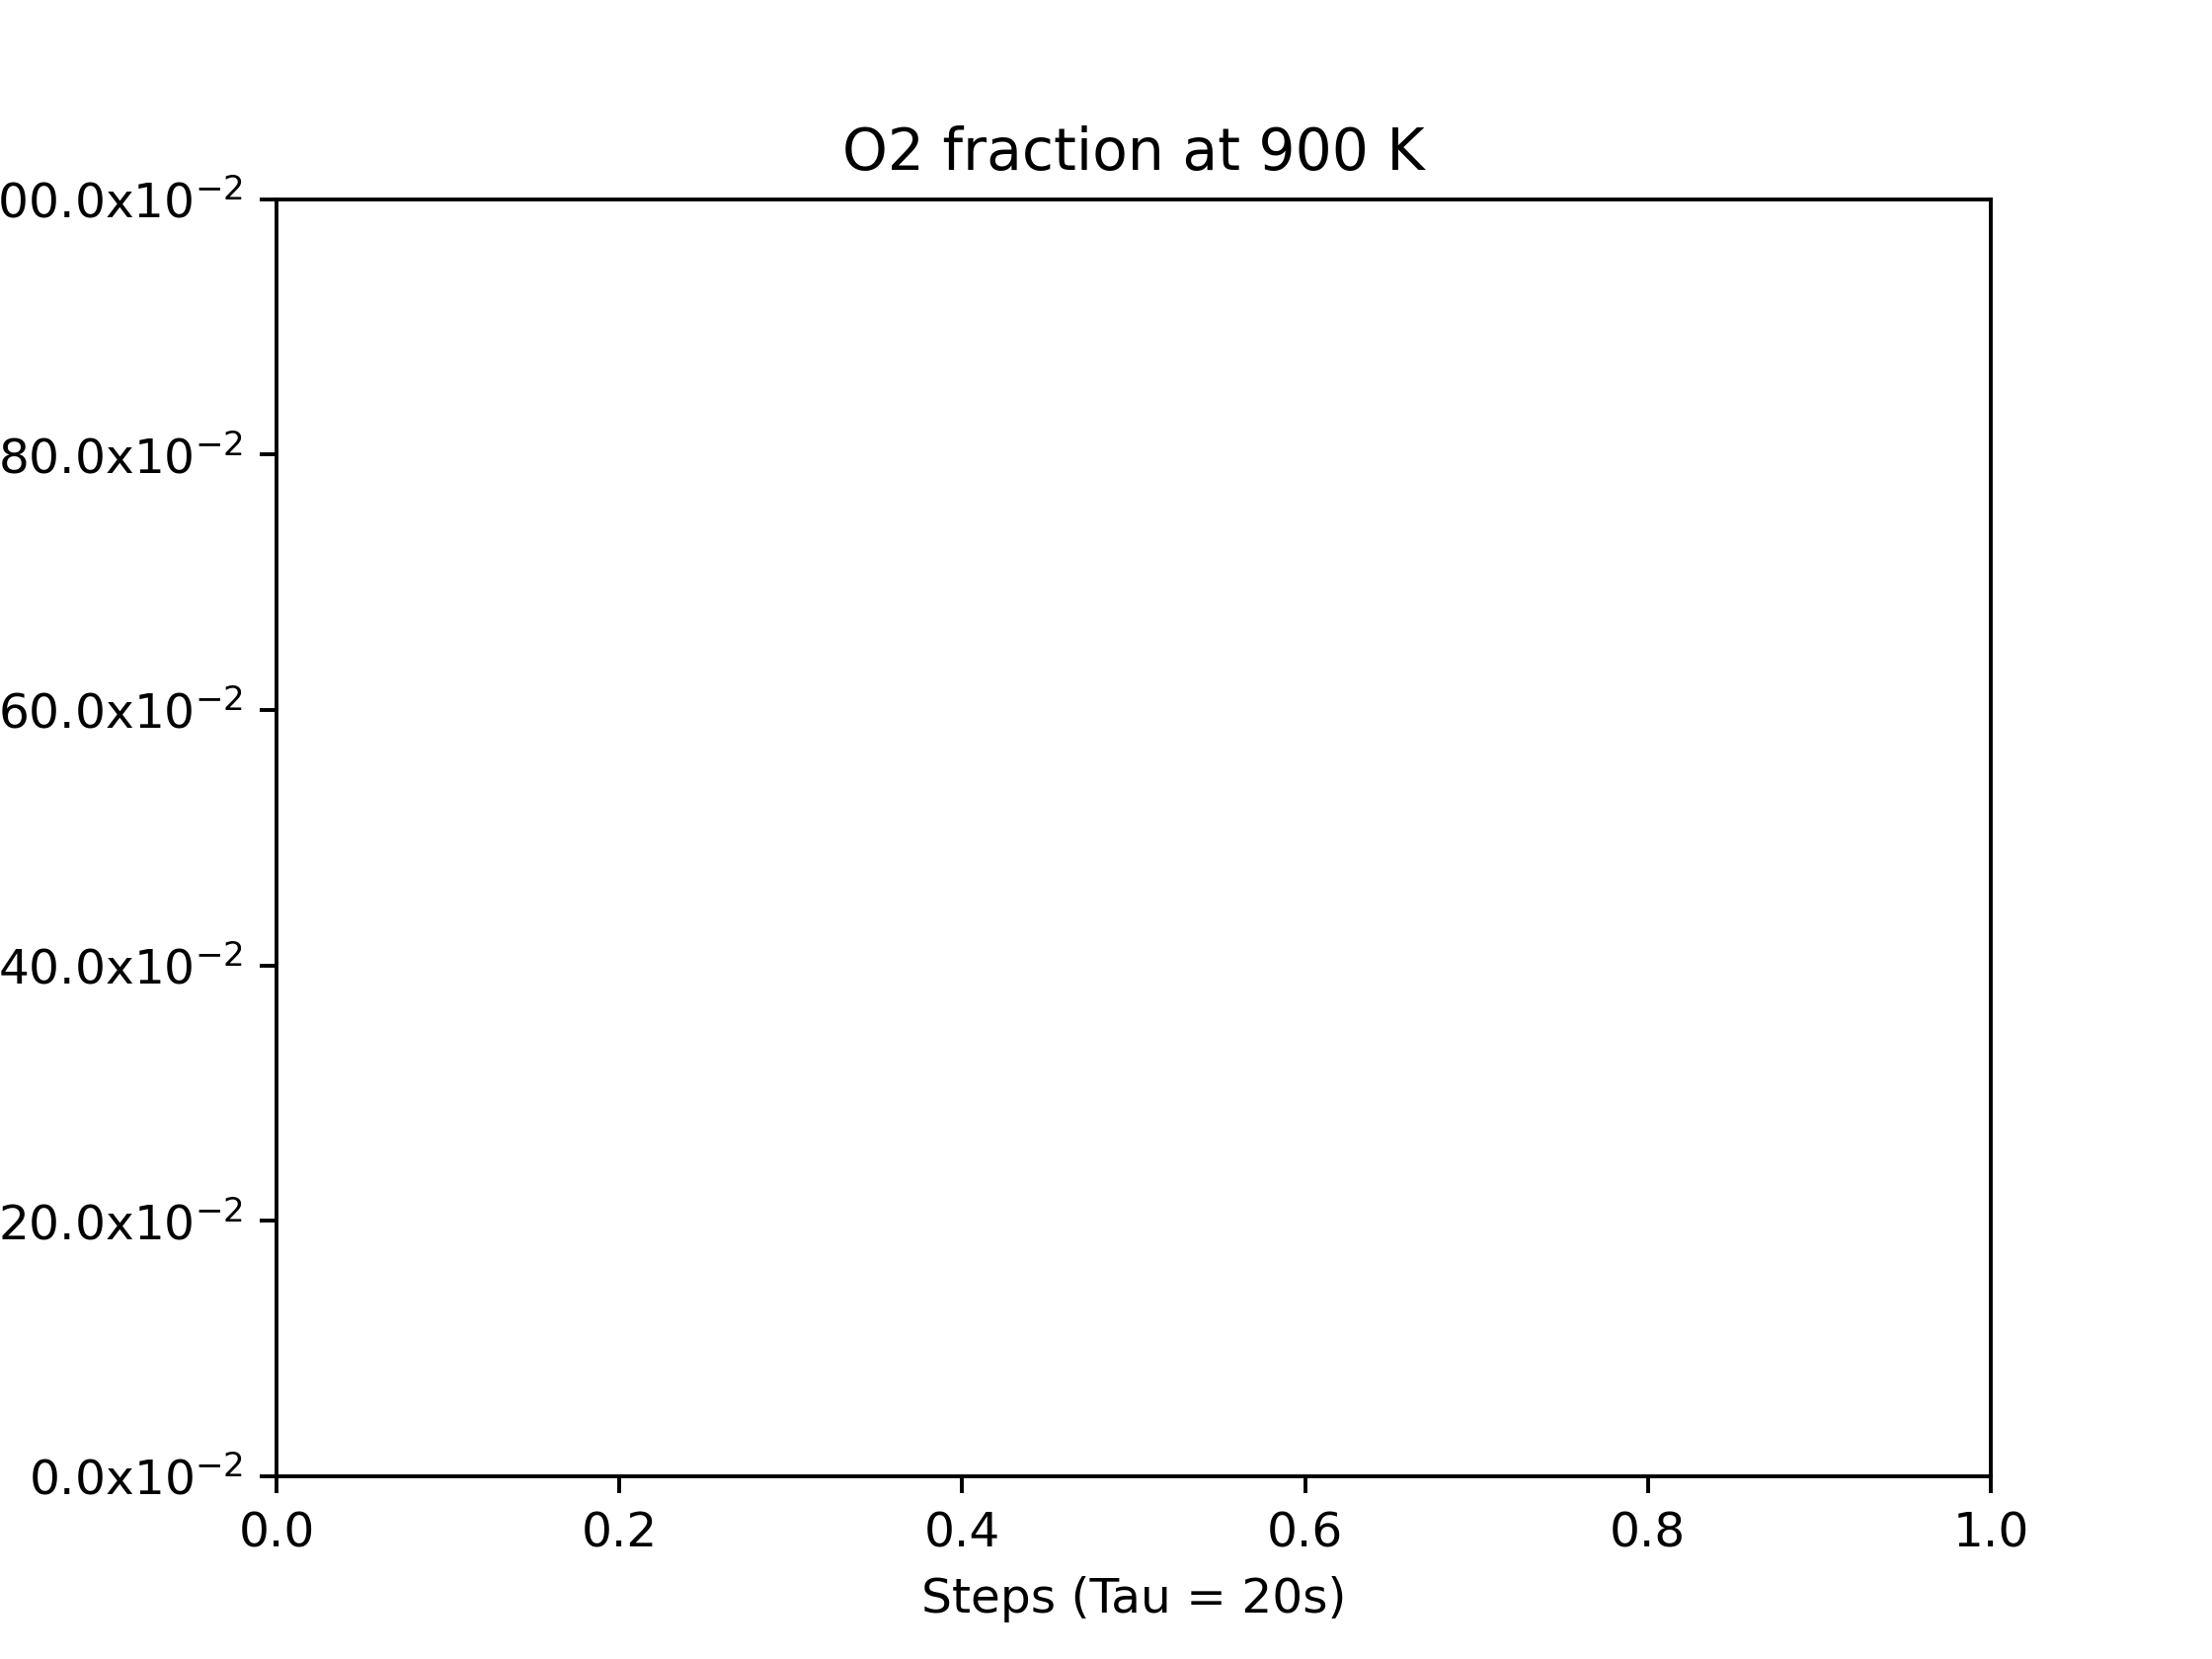 O2 fraction at 900 K
00.0x10⁻²
80.0x10⁻²
60.0x10⁻²
40.0x10⁻²
20.0x10⁻²
0.0x10⁻²
0.0 0.2 0.4 0.6 0.8 1.0
Steps (Tau = 20s)